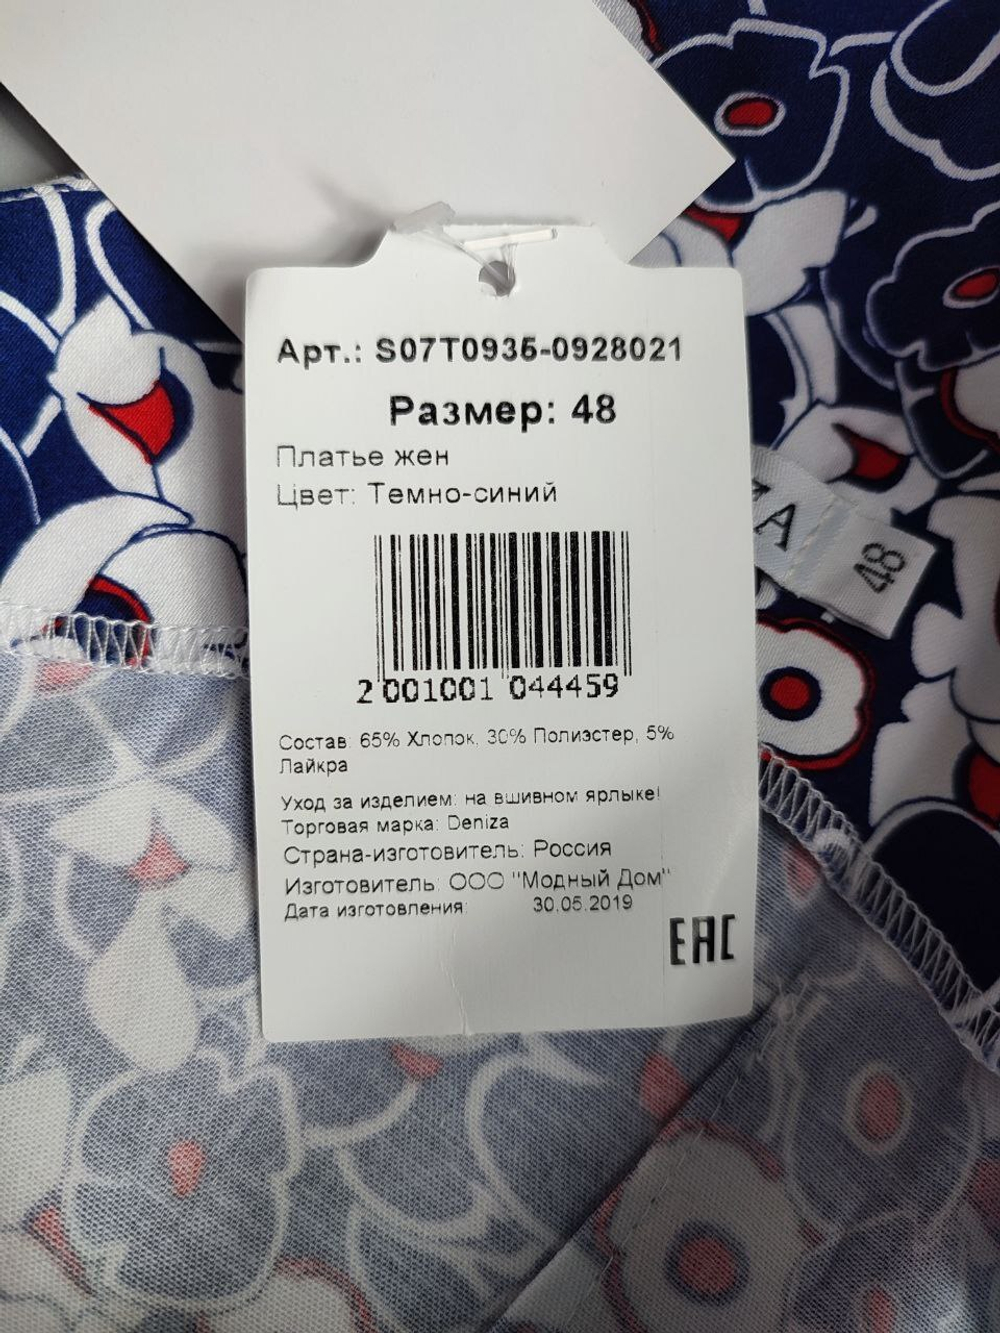 Арт.: S07T0935-0928021
Размер: 48
Платье жен
Цвет: Темно-синий
2 001001 044459
Состав: 65% Хлопок, 30% Полиэстер, 5%
Лайкра
Уход за изделием: на вшивном ярлыке!
Торговая марка: Deniza
Страна-изготовитель: Россия
Изготовитель: ООО "Модный Дом"
Дата изготовления: 30.05.2019
EAC
ZA
48